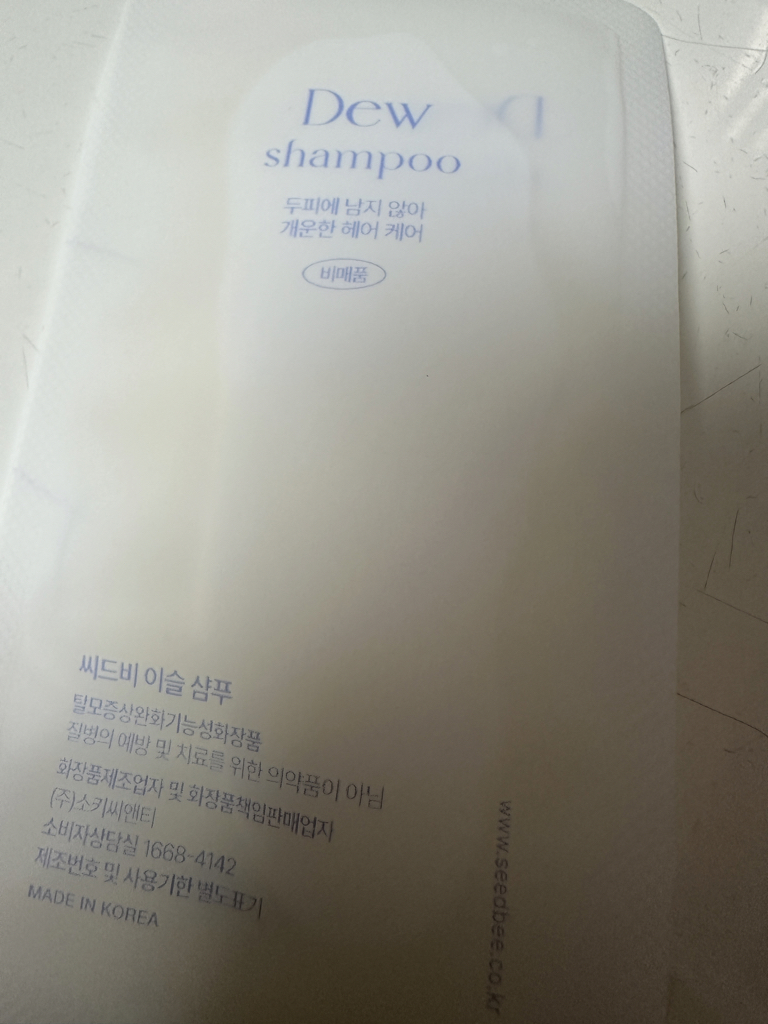 Dew
shampoo
두피에 남지 않아
개운한 헤어 케어
비매품
씨드비 이슬 샴푸
탈모증상완화기능성화장품
질병의 예방 및 치료를 위한 의약품이 아님
화장품제조업자 및 화장품책임판매업자
(주)소키씨앤티
소비자상담실 1668-4142
제조번호 및 사용기한 별도표기
MADE IN KOREA
www.seedbee.co.kr